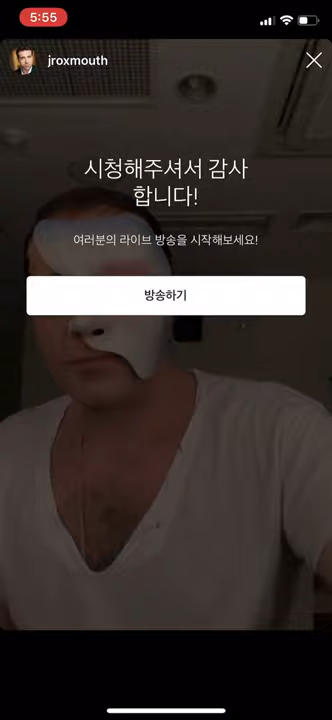 5:55
jroxmouth
시청해주셔서 감사
합니다!
여러분의 라이브 방송을 시작해보세요!
방송하기